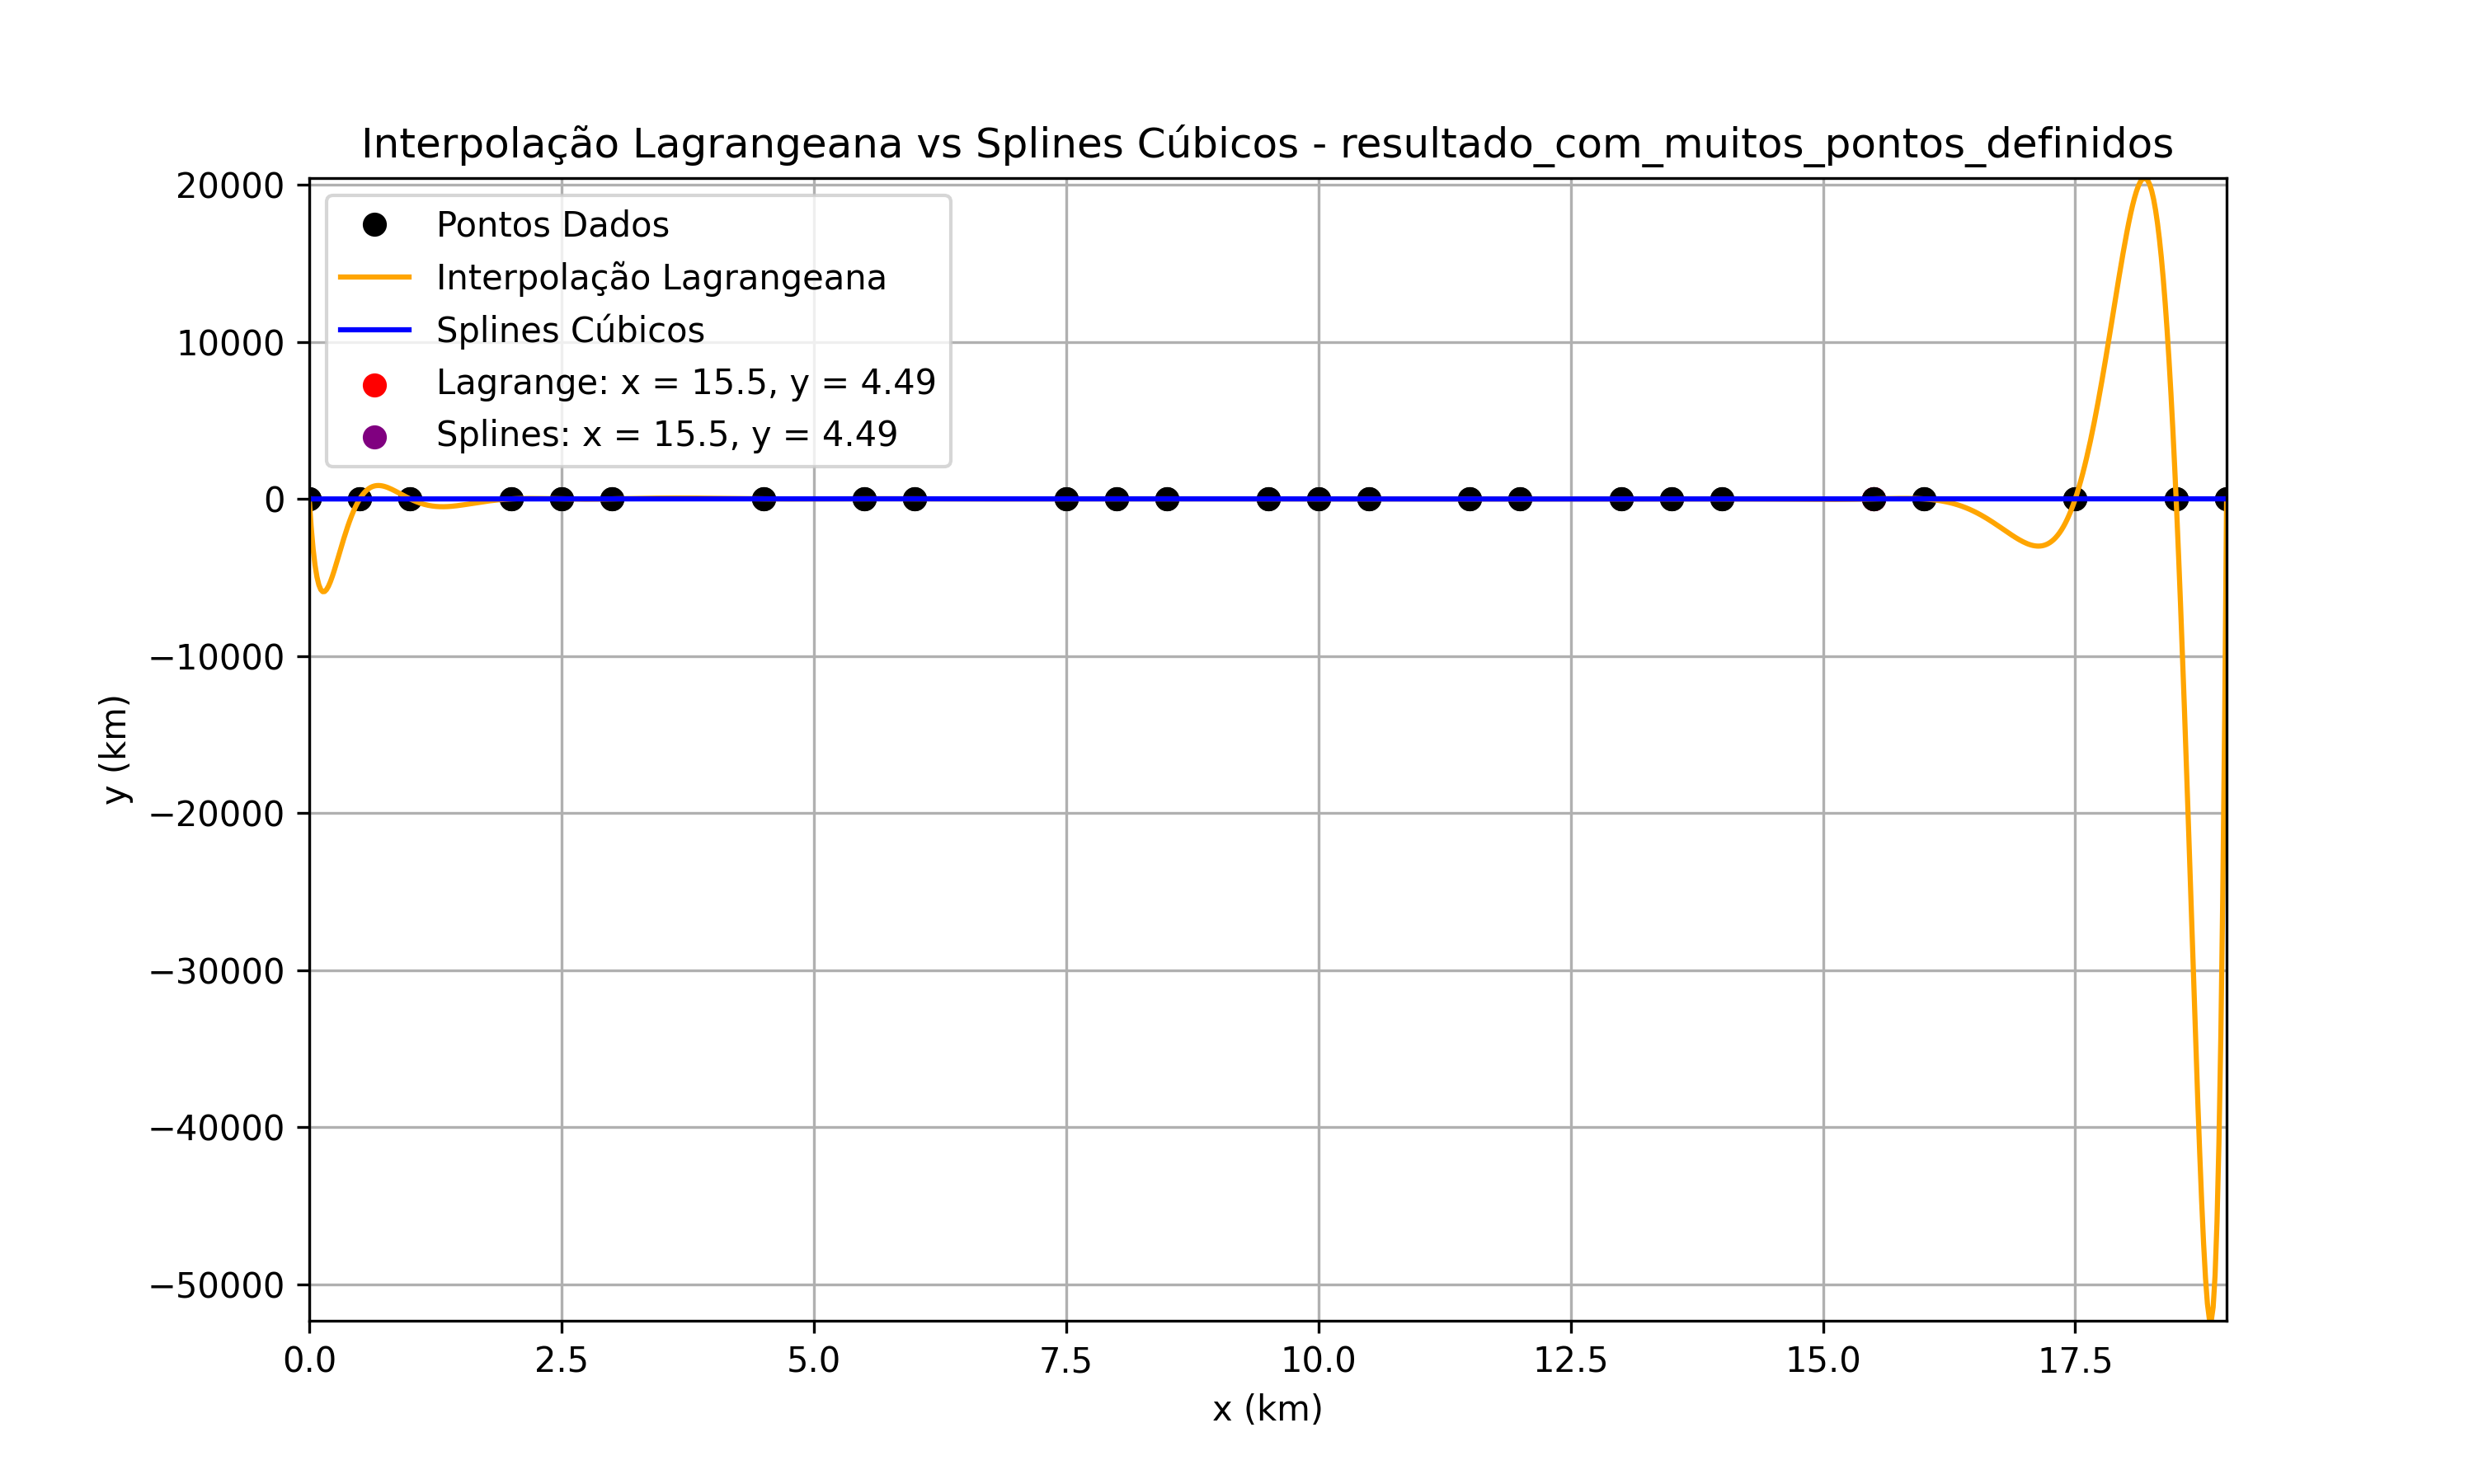 Interpolação Lagrangeana vs Splines Cúbicos - resultado_com_muitos_pontos_definidos
Pontos Dados
Interpolação Lagrangeana
Splines Cúbicos
Lagrange: x = 15.5, y = 4.49
Splines: x = 15.5, y = 4.49
20000
10000
0
−10000
−20000
−30000
−40000
−50000
y (km)
0.0 2.5 5.0 7.5 10.0 12.5 15.0 17.5
x (km)